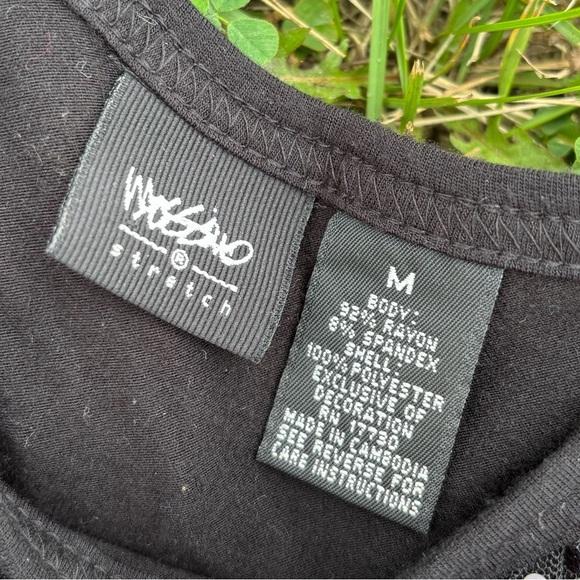 MOSSIMO
®
stretch
M
BODY:
92% RAYON
8% SPANDEX
SHELL:
100% POLYESTER
EXCLUSIVE OF
DECORATION
RN 17730
MADE IN CAMBODIA
SEE REVERSE FOR
CARE INSTRUCTIONS